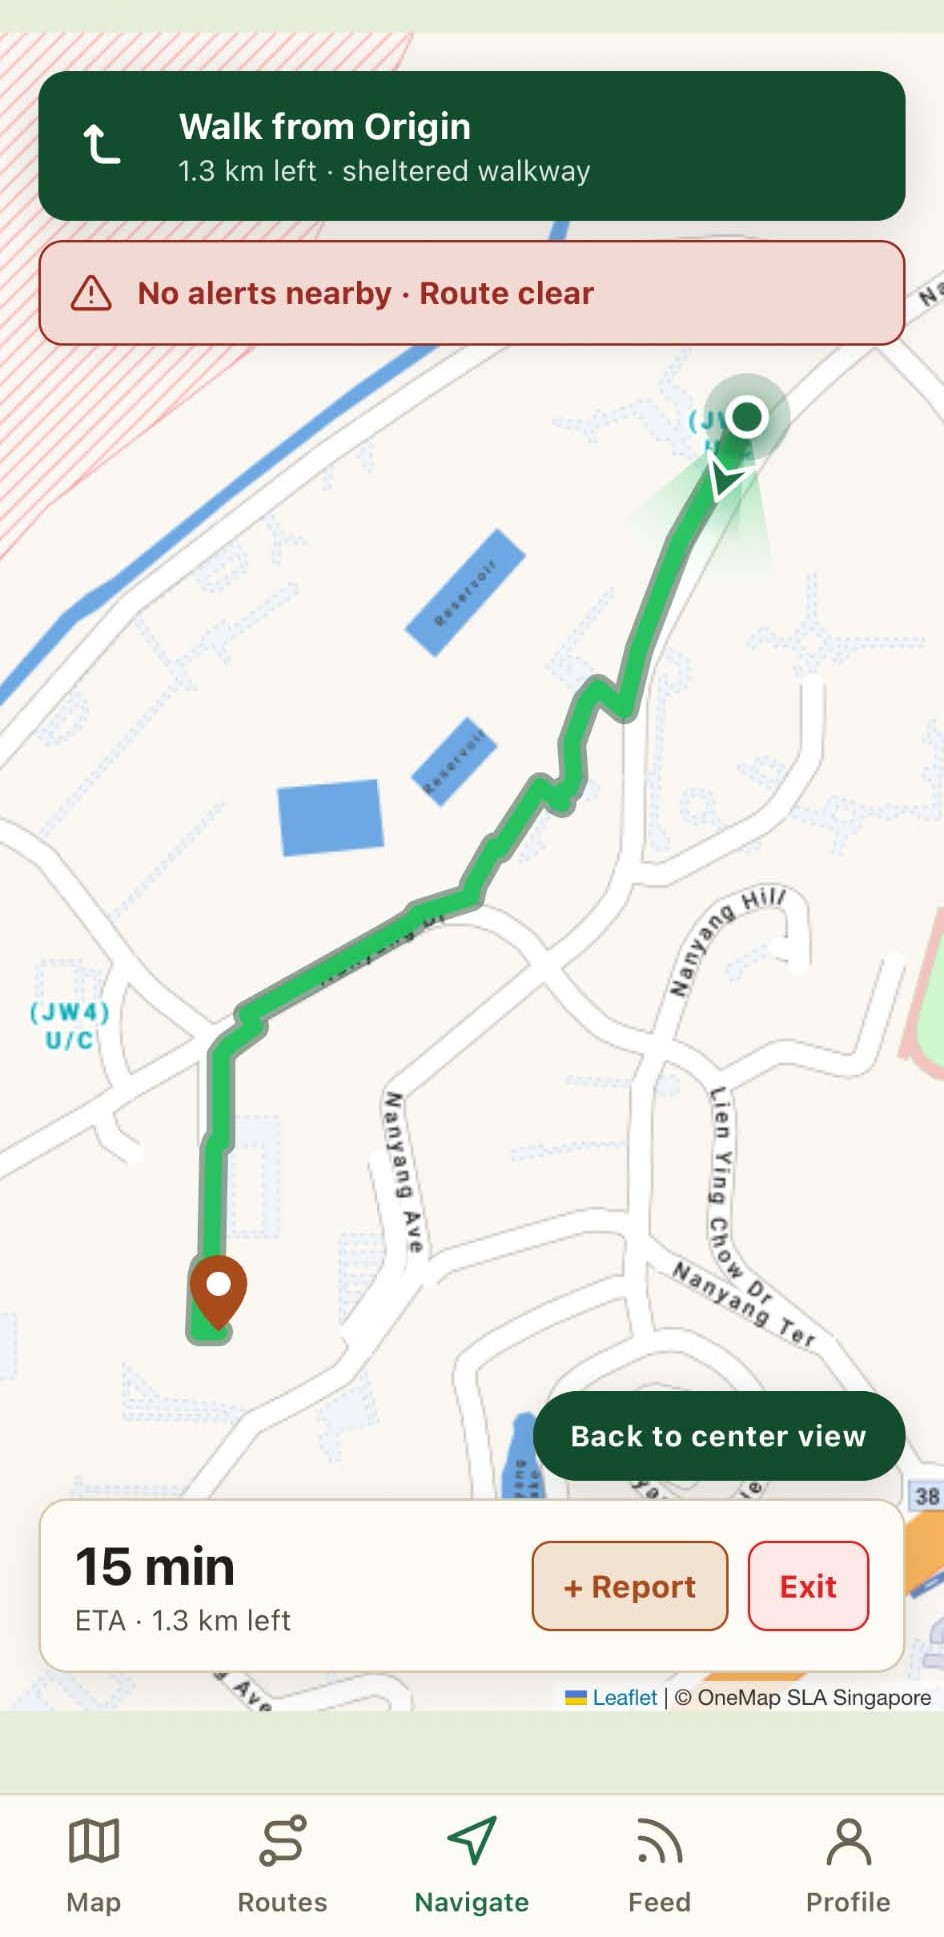 Walk from Origin
1.3 km left · sheltered walkway
No alerts nearby · Route clear
Reservoir
Reservoir
Nanyang Hill
(JW4)
U/C
Nanyang Ave
Lien Ying Chow Dr
Nanyang Ter
Back to center view
38
15 min
ETA · 1.3 km left
+ Report
Exit
Ave
Leaflet | © OneMap SLA Singapore
Map
Routes
Navigate
Feed
Profile